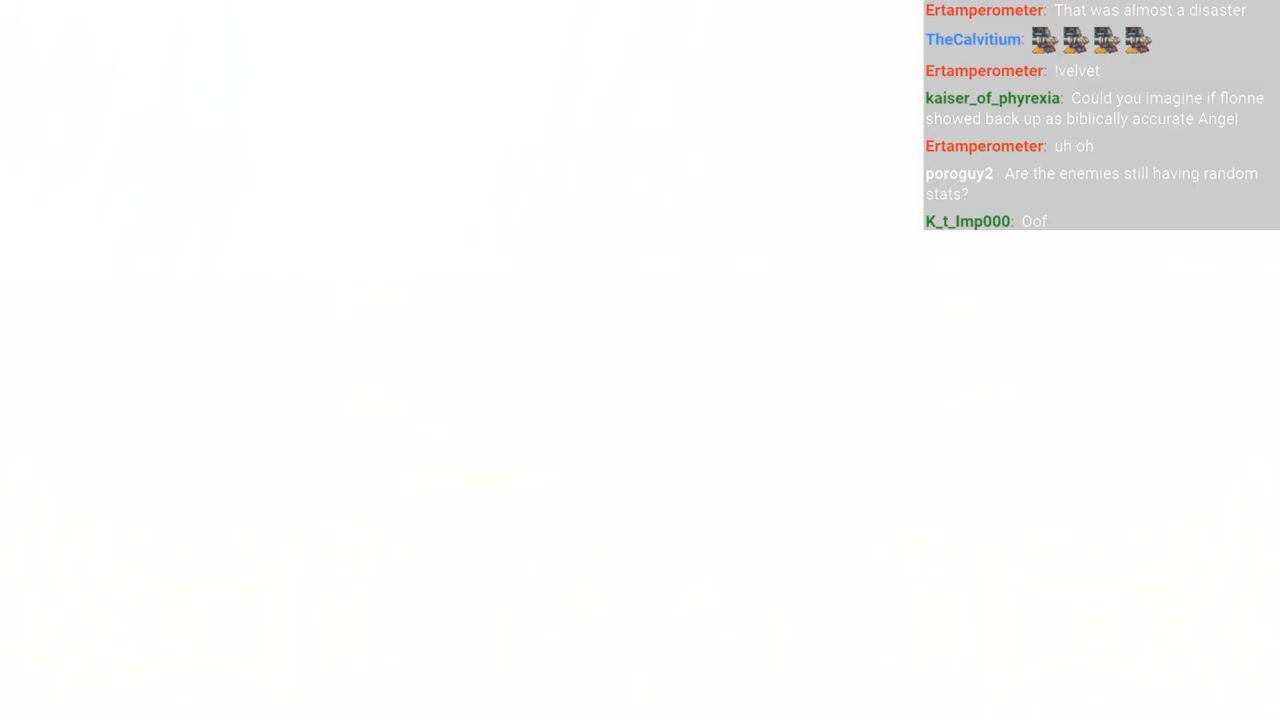 Ertamperometer: That was almost a disaster
TheCalvitium:
Ertamperometer: !velvet
kaiser_of_phyrexia: Could you imagine if flonne
showed back up as biblically accurate Angel
Ertamperometer: uh oh
poroguy2 Are the enemies still having random
stats?
K_t_Imp000: Oof